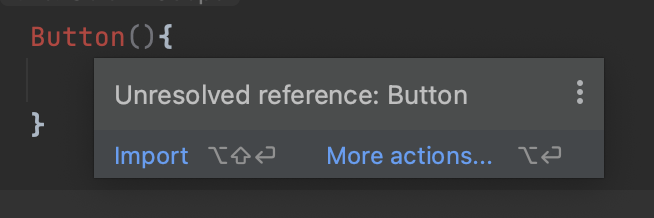 Button(){
Unresolved reference: Button
}
Import ⌥⇧⏎ More actions... ⌥⏎